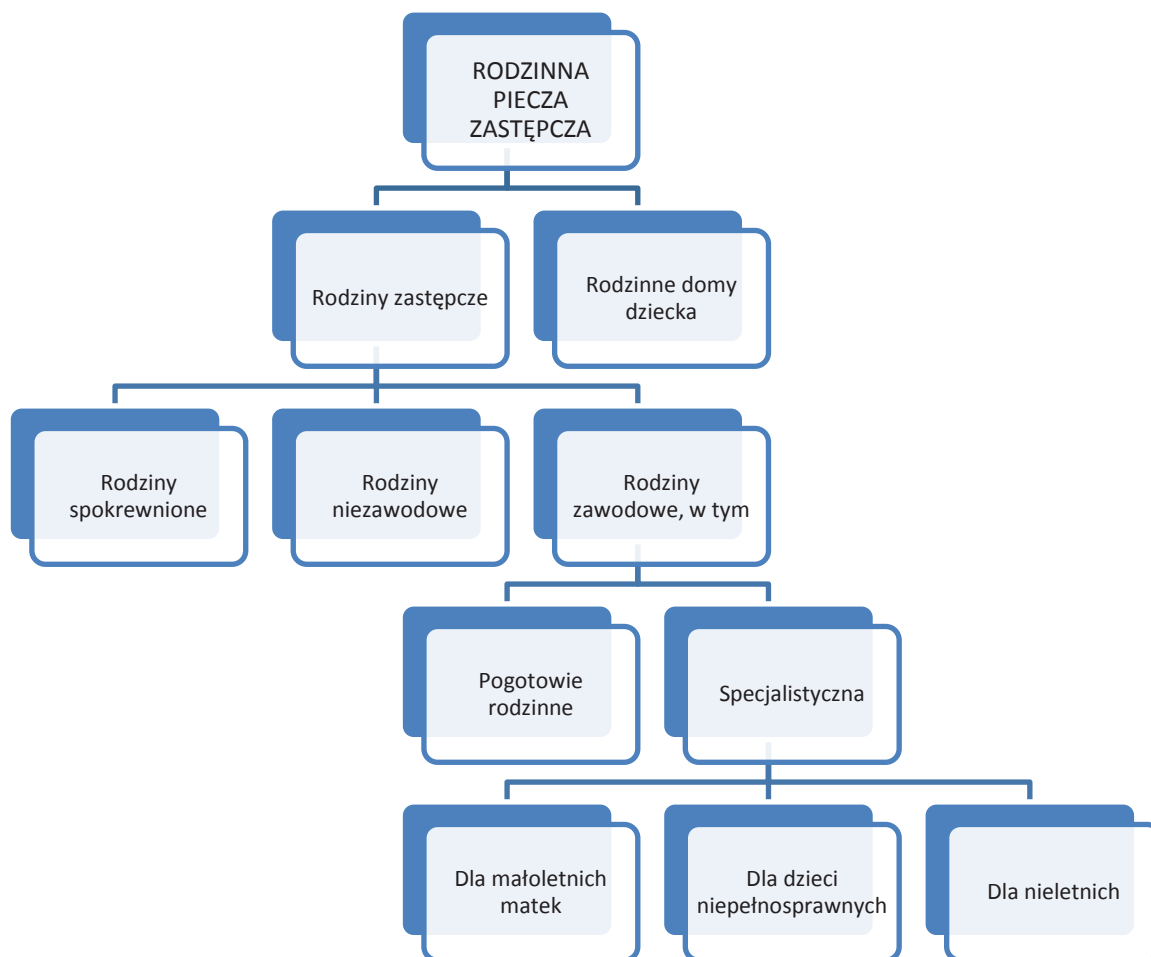 RODZINNA
PIECZA
ZASTĘPCZA
Rodziny zastępcze
Rodzinne domy
dziecka
Rodziny
spokrewnione
Rodziny
niezawodowe
Rodziny
zawodowe, w tym
Pogotowie
rodzinne
Specjalistyczna
Dla małoletnich
matek
Dla dzieci
niepełnosprawnych
Dla nieletnich